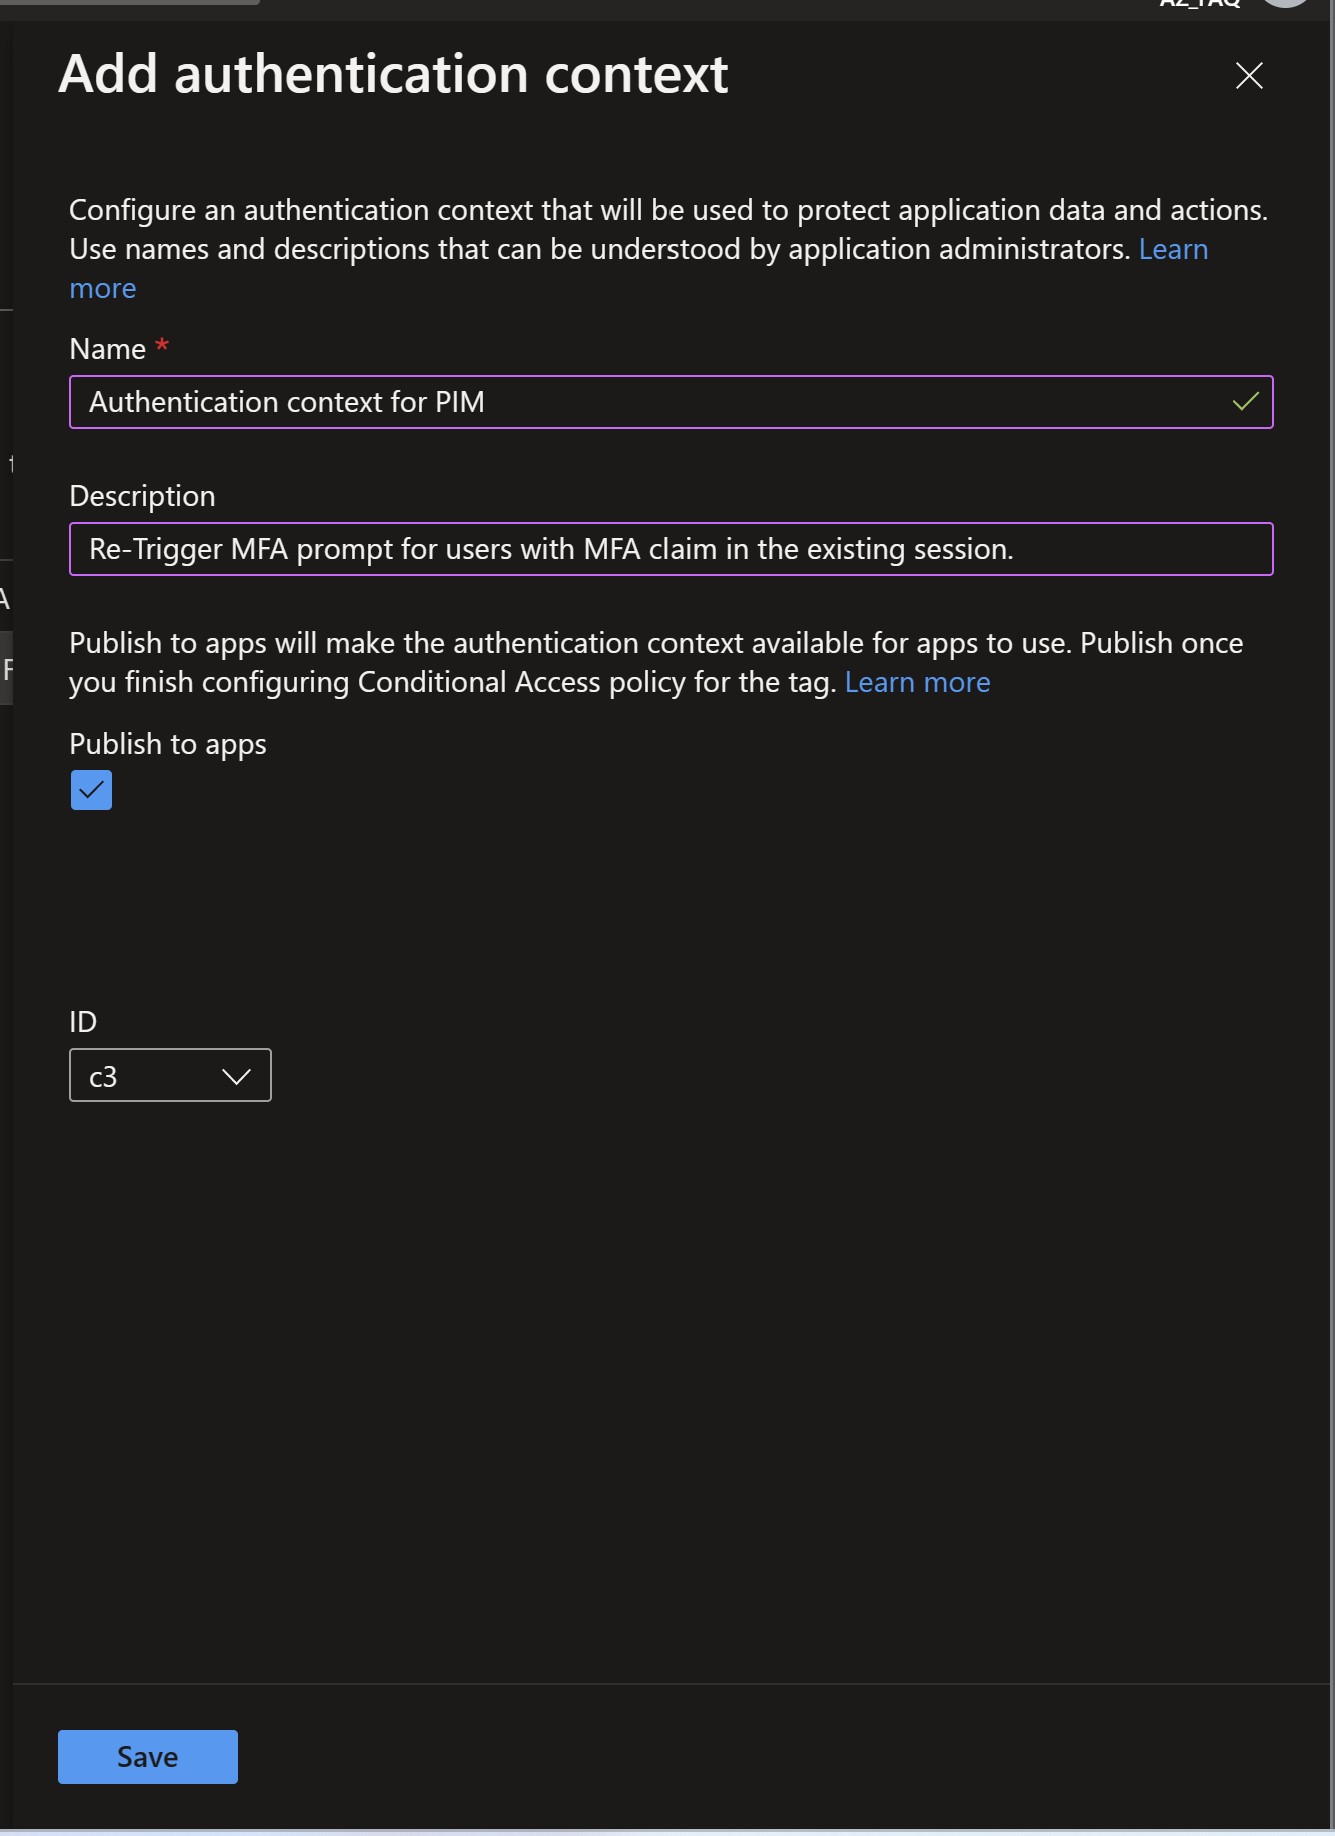 Add authentication context
Configure an authentication context that will be used to protect application data and actions.
Use names and descriptions that can be understood by application administrators. Learn
more
Name *
Authentication context for PIM
Description
Re-Trigger MFA prompt for users with MFA claim in the existing session.
Publish to apps will make the authentication context available for apps to use. Publish once
you finish configuring Conditional Access policy for the tag. Learn more
Publish to apps
ID
c3
Save